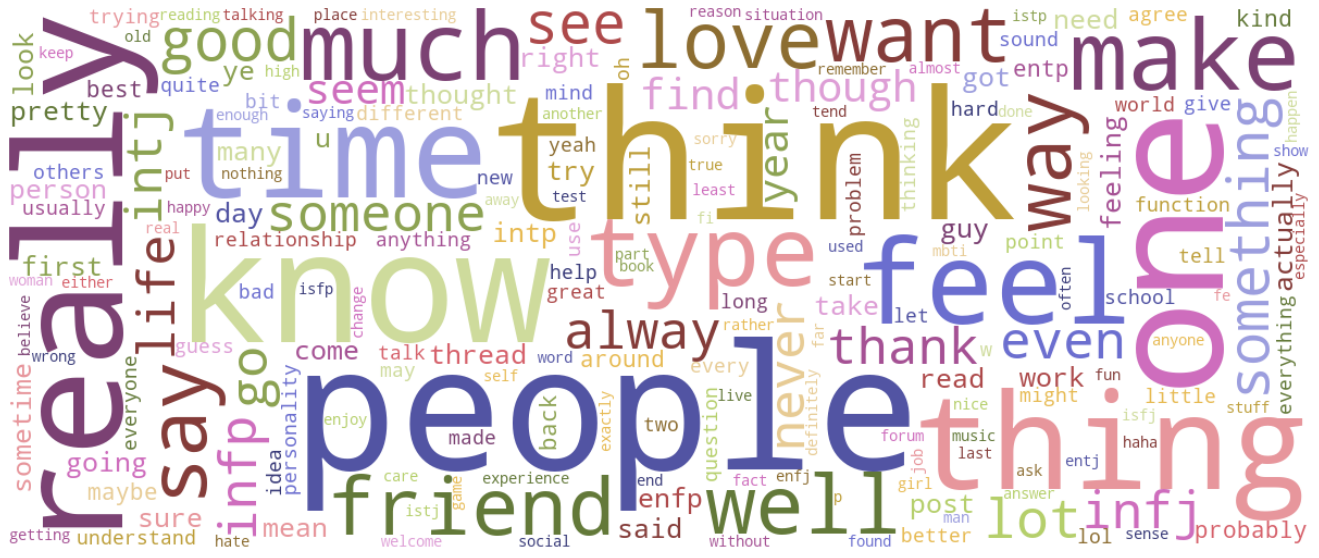 really
trying
reading
talking
place
interesting
old
keep
look
good
much
see
love
want
make
right
reason
situation
istp
need
agree
kind
sound
remember
almost
got
entp
best
quite
ye
high
oh
seem
thought
mind
find
though
hard
done
world
give
happen
pretty
intj
bit
enough
saying
different
another
time
think
way
feeling
one
something
show
others
person
usually
put
nothing
many
u
yeah
try
test
new
still
sorry
true
least
year
tend
problem
thinking
looking
function
actually
especially
happy
day
someone
away
fi
real
relationship
anything
intp
use
type
used
guy
point
mbti
tell
first
woman
either
life
know
bad
isfp
change
help
great
part
book
long
start
take
feel
let
often
school
fe
everything
believe
wrong
guess
go
come
alway
rather
far
never
thank
even
w
anyone
sometime
everyone
say
talk
thread
word
around
every
may
self
people
live
read
work
might
fun
little
stuff
infp
idea
personality
enjoy
made
back
exactly
two
question
definitely
forum
nice
music
last
isfj
haha
thing
going
maybe
care
experience
end
game
fact
enfj
girl
job
ask
entj
answer
getting
understand
sure
hate
mean
friend
istj
welcome
social
enfp
said
well
without
p
found
post
better
man
lot
lol
infj
sense
probably